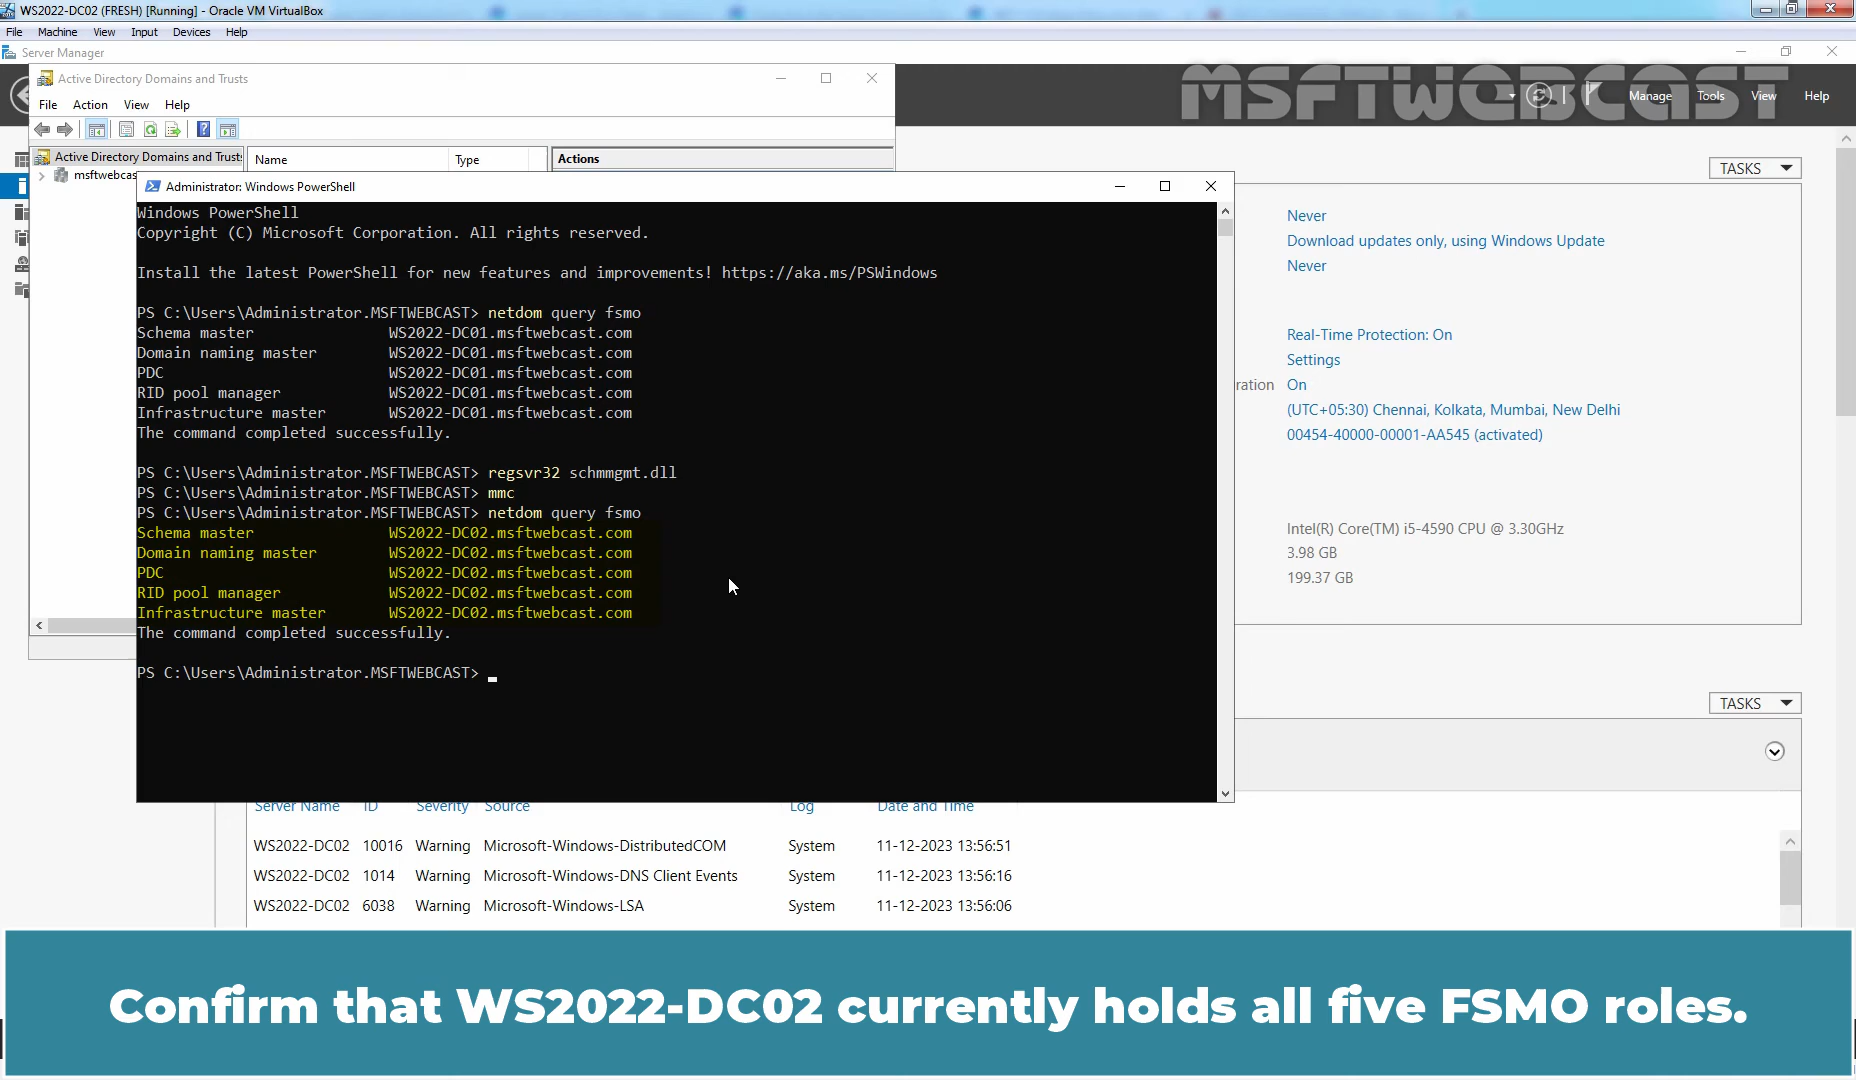 WS2022-DC02 (FRESH) [Running] - Oracle VM VirtualBox
File Machine View Input Devices Help
Server Manager
Active Directory Domains and Trusts
MSFTWEBCAST
Manage Tools View Help
File Action View Help
Active Directory Domains and Trusts
Name Type Actions
msftwebcas
TASKS
Administrator: Windows PowerShell
Windows PowerShell
Copyright (C) Microsoft Corporation. All rights reserved.
Install the latest PowerShell for new features and improvements! https://aka.ms/PSWindows
PS C:\Users\Administrator.MSFTWEBCAST> netdom query fsmo
Schema master WS2022-DC01.msftwebcast.com
Domain naming master WS2022-DC01.msftwebcast.com
PDC WS2022-DC01.msftwebcast.com
RID pool manager WS2022-DC01.msftwebcast.com
Infrastructure master WS2022-DC01.msftwebcast.com
The command completed successfully.
PS C:\Users\Administrator.MSFTWEBCAST> regsvr32 schmmgmt.dll
PS C:\Users\Administrator.MSFTWEBCAST> mmc
PS C:\Users\Administrator.MSFTWEBCAST> netdom query fsmo
Schema master WS2022-DC02.msftwebcast.com
Domain naming master WS2022-DC02.msftwebcast.com
PDC WS2022-DC02.msftwebcast.com
RID pool manager WS2022-DC02.msftwebcast.com
Infrastructure master WS2022-DC02.msftwebcast.com
The command completed successfully.
PS C:\Users\Administrator.MSFTWEBCAST>
Never
Download updates only, using Windows Update
Never
Real-Time Protection: On
Settings
ration On
(UTC+05:30) Chennai, Kolkata, Mumbai, New Delhi
00454-40000-00001-AA545 (activated)
Intel(R) Core(TM) i5-4590 CPU @ 3.30GHz
3.98 GB
199.37 GB
TASKS
Server Name ID Severity Source Log Date and Time
WS2022-DC02 10016 Warning Microsoft-Windows-DistributedCOM System 11-12-2023 13:56:51
WS2022-DC02 1014 Warning Microsoft-Windows-DNS Client Events System 11-12-2023 13:56:16
WS2022-DC02 6038 Warning Microsoft-Windows-LSA System 11-12-2023 13:56:06
Confirm that WS2022-DC02 currently holds all five FSMO roles.